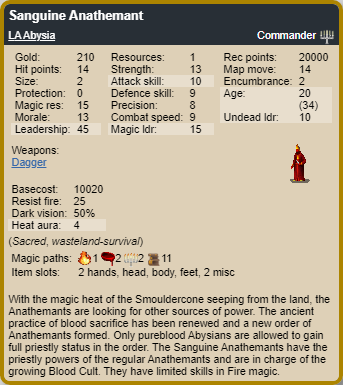 Sanguine Anathemant
LA Abysia Commander
Gold: 210 Resources: 1 Rec points: 20000
Hit points: 14 Strength: 13 Map move: 14
Size: 2 Attack skill: 10 Encumbrance: 2
Protection: 0 Defence skill: 9 Age: 20
Magic res: 15 Precision: 8 (34)
Morale: 13 Combat speed: 9 Undead ldr: 10
Leadership: 45 Magic ldr: 15
Weapons:
Dagger
Basecost: 10020
Resist fire: 25
Dark vision: 50%
Heat aura: 4
(Sacred, wasteland-survival)
Magic paths: 1 2 2 11
Item slots: 2 hands, head, body, feet, 2 misc
With the magic heat of the Smouldercone seeping from the land, the
Anathemants are looking for other sources of power. The ancient
practice of blood sacrifice has been renewed and a new order of
Anathemants formed. Only pureblood Abysians are allowed to gain
full priestly status in the order. The Sanguine Anathemants have the
priestly powers of the regular Anathemants and are in charge of the
growing Blood Cult. They have limited skills in Fire magic.